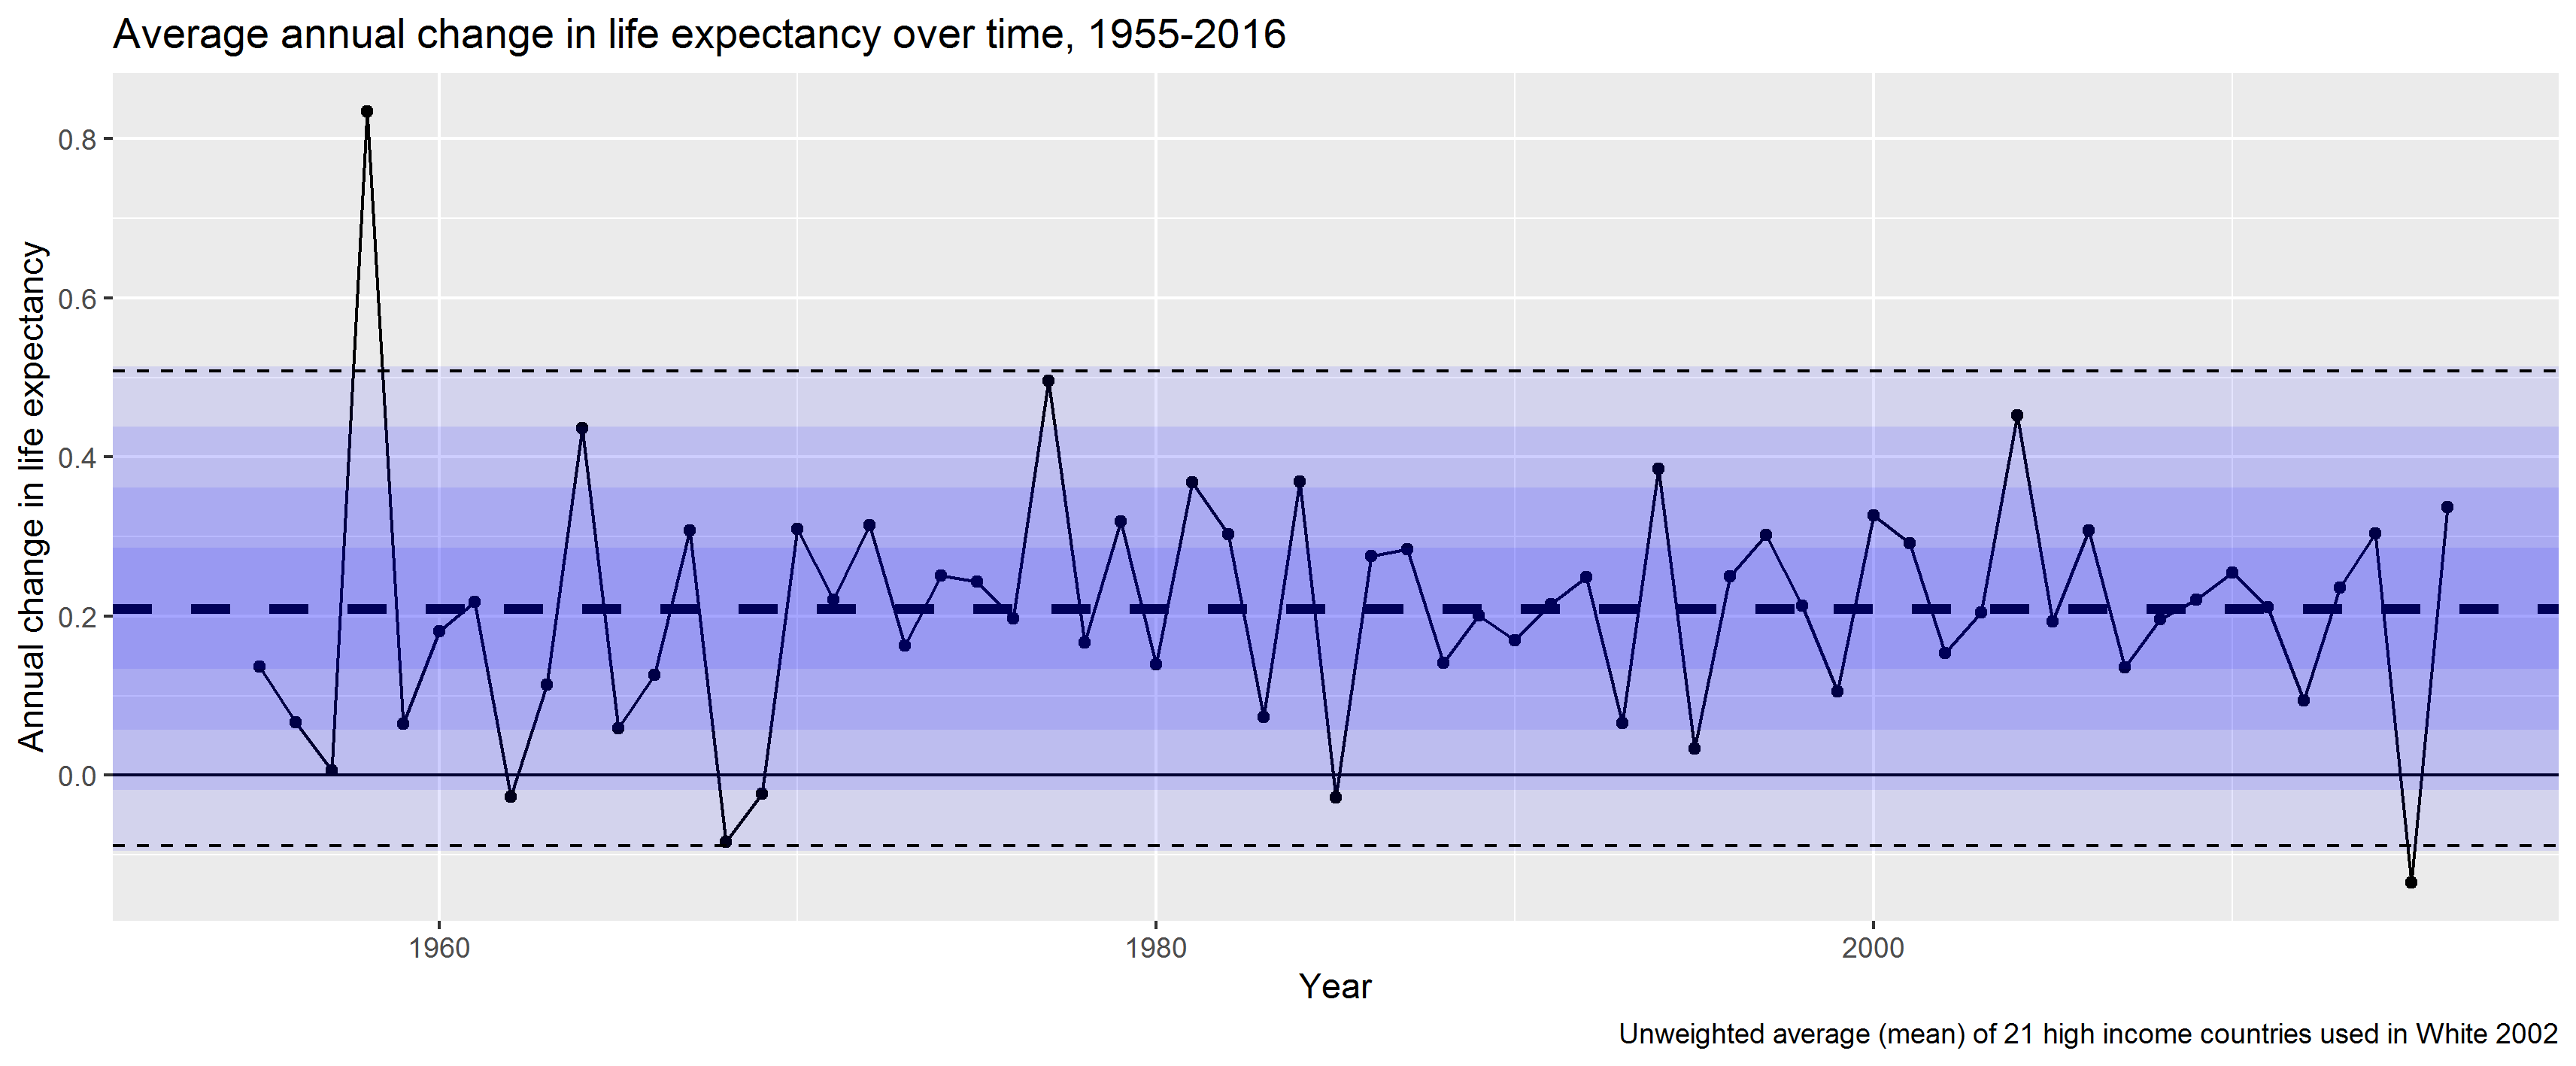 Average annual change in life expectancy over time, 1955-2016
Annual change in life expectancy
0.8
0.6
0.4
0.2
0.0
1960
1980
2000
Year
Unweighted average (mean) of 21 high income countries used in White 2002